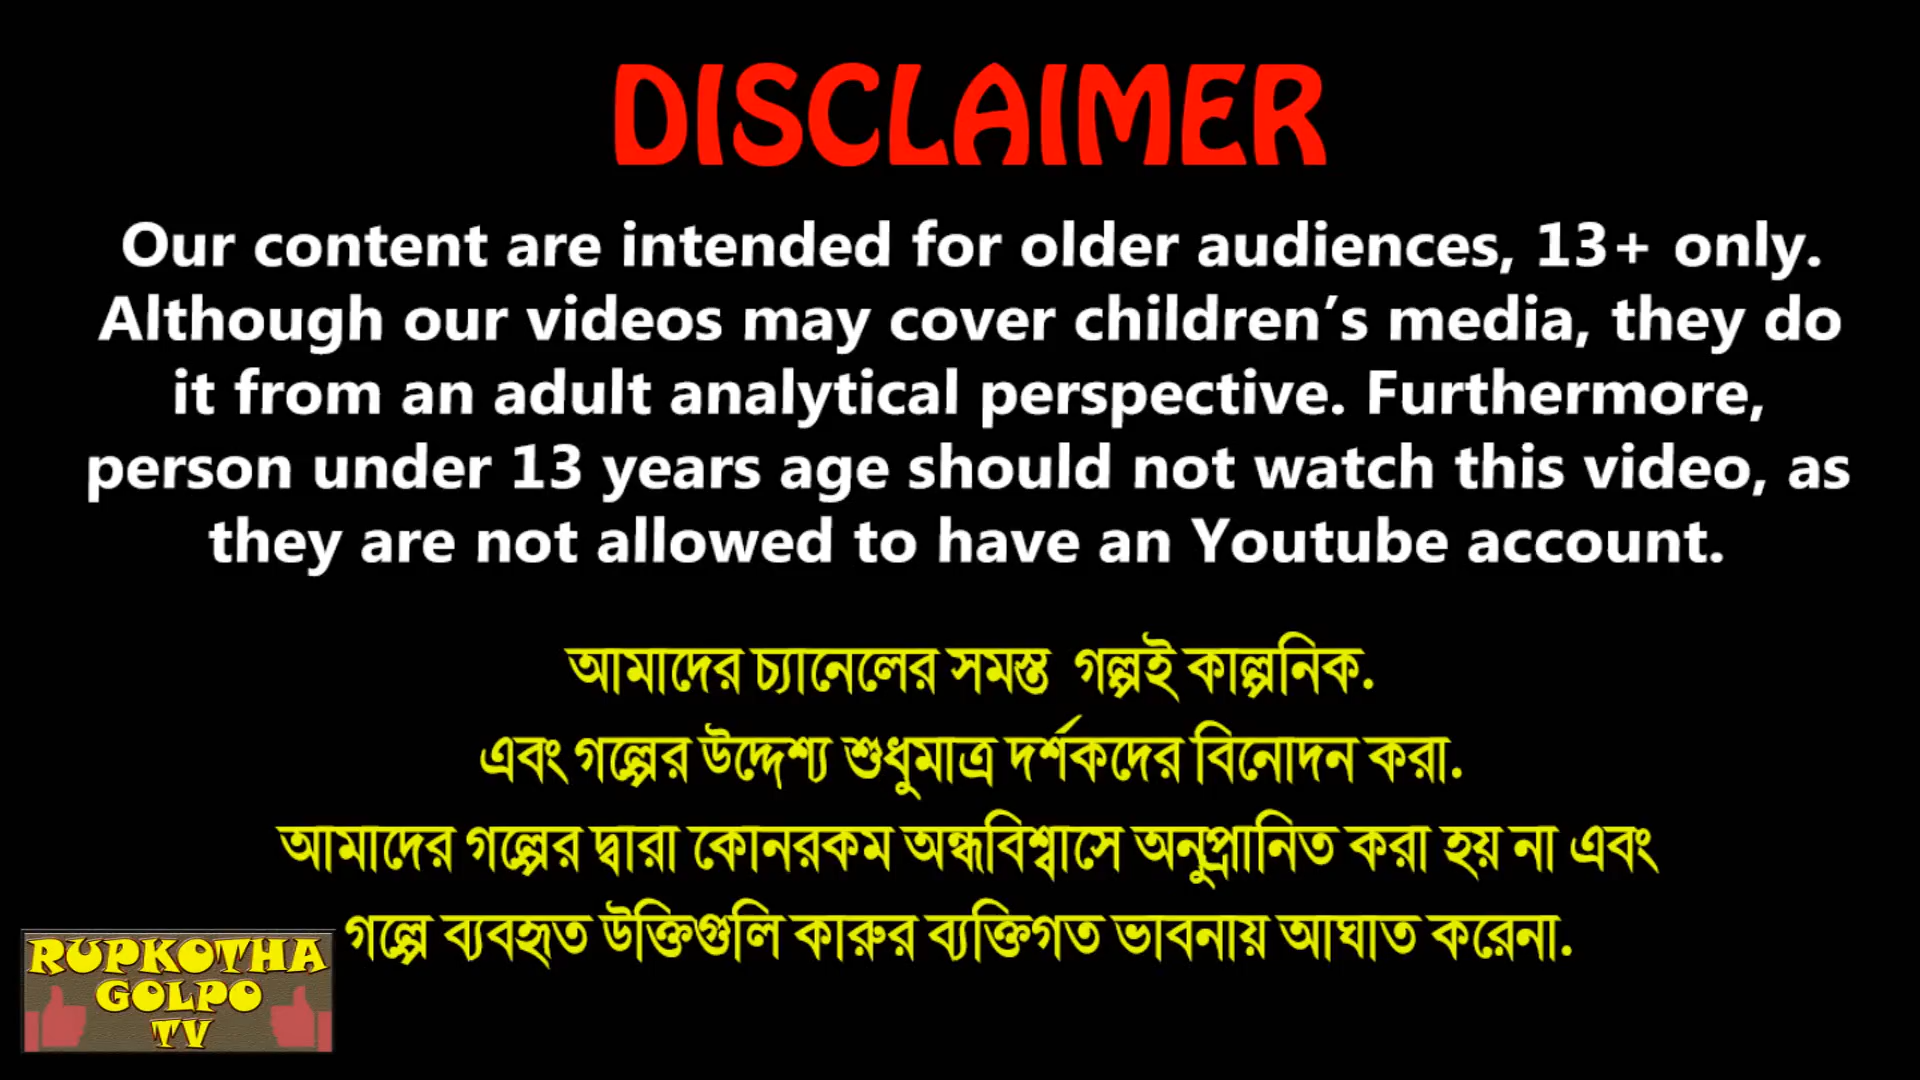 DISCLAIMER
Our content are intended for older audiences, 13+ only.
Although our videos may cover children’s media, they do
it from an adult analytical perspective. Furthermore,
person under 13 years age should not watch this video, as
they are not allowed to have an Youtube account.
আমাদের চ্যানেলের সমস্ত গল্পই কাল্পনিক.
এবং গল্পের উদ্দেশ্য শুধুমাত্র দর্শকদের বিনোদন করা.
আমাদের গল্পের দ্বারা কোনরকম অন্ধবিশ্বাসে অনুপ্রানিত করা হয় না এবং
গল্পে ব্যবহৃত উক্তিগুলি কারুর ব্যক্তিগত ভাবনায় আঘাত করেনা.
RUPKOTHA
GOLPO
TV